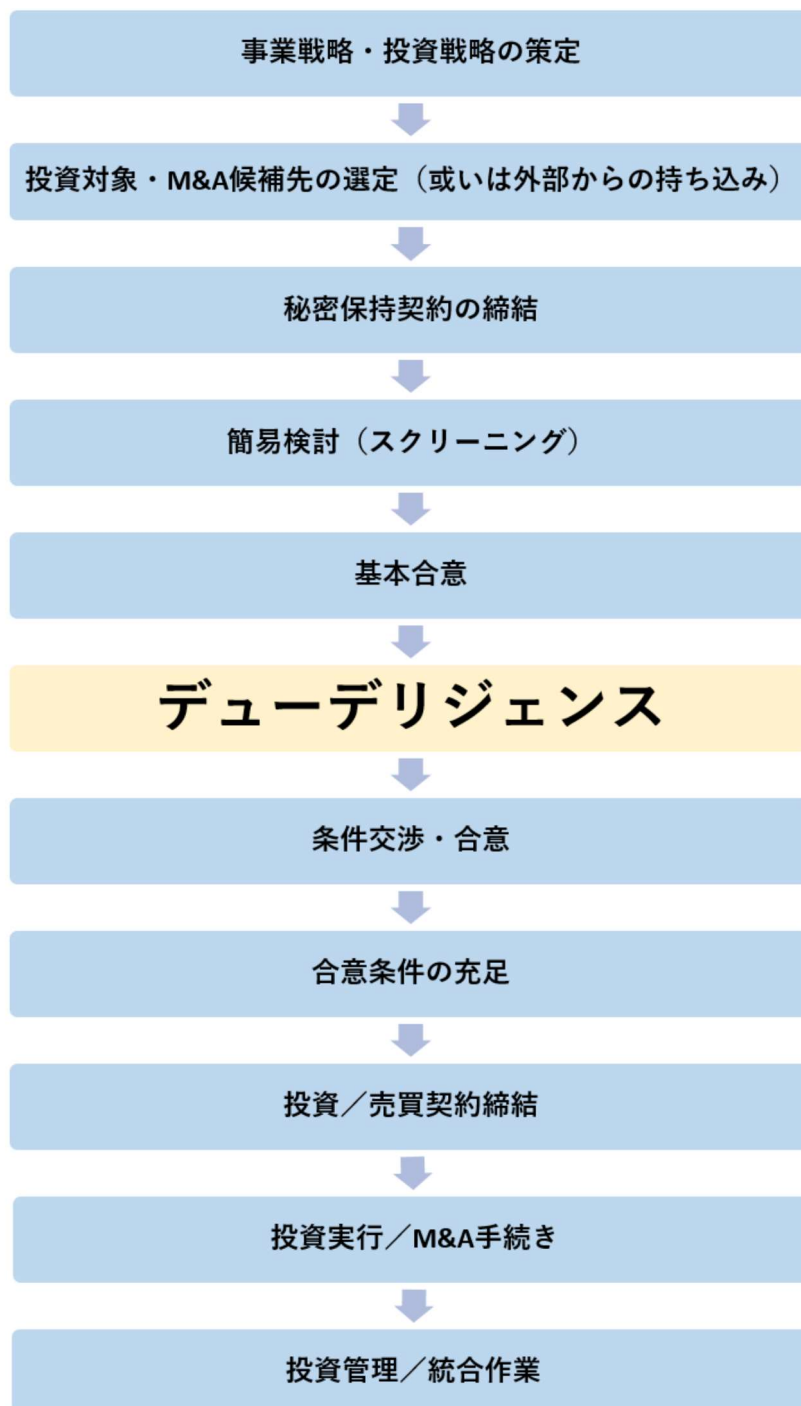 事業戦略・投資戦略の策定
投資対象・M&A候補先の選定（或いは外部からの持ち込み）
秘密保持契約の締結
簡易検討（スクリーニング）
基本合意
デューデリジェンス
条件交渉・合意
合意条件の充足
投資／売買契約締結
投資実行／M&A手続き
投資管理／統合作業